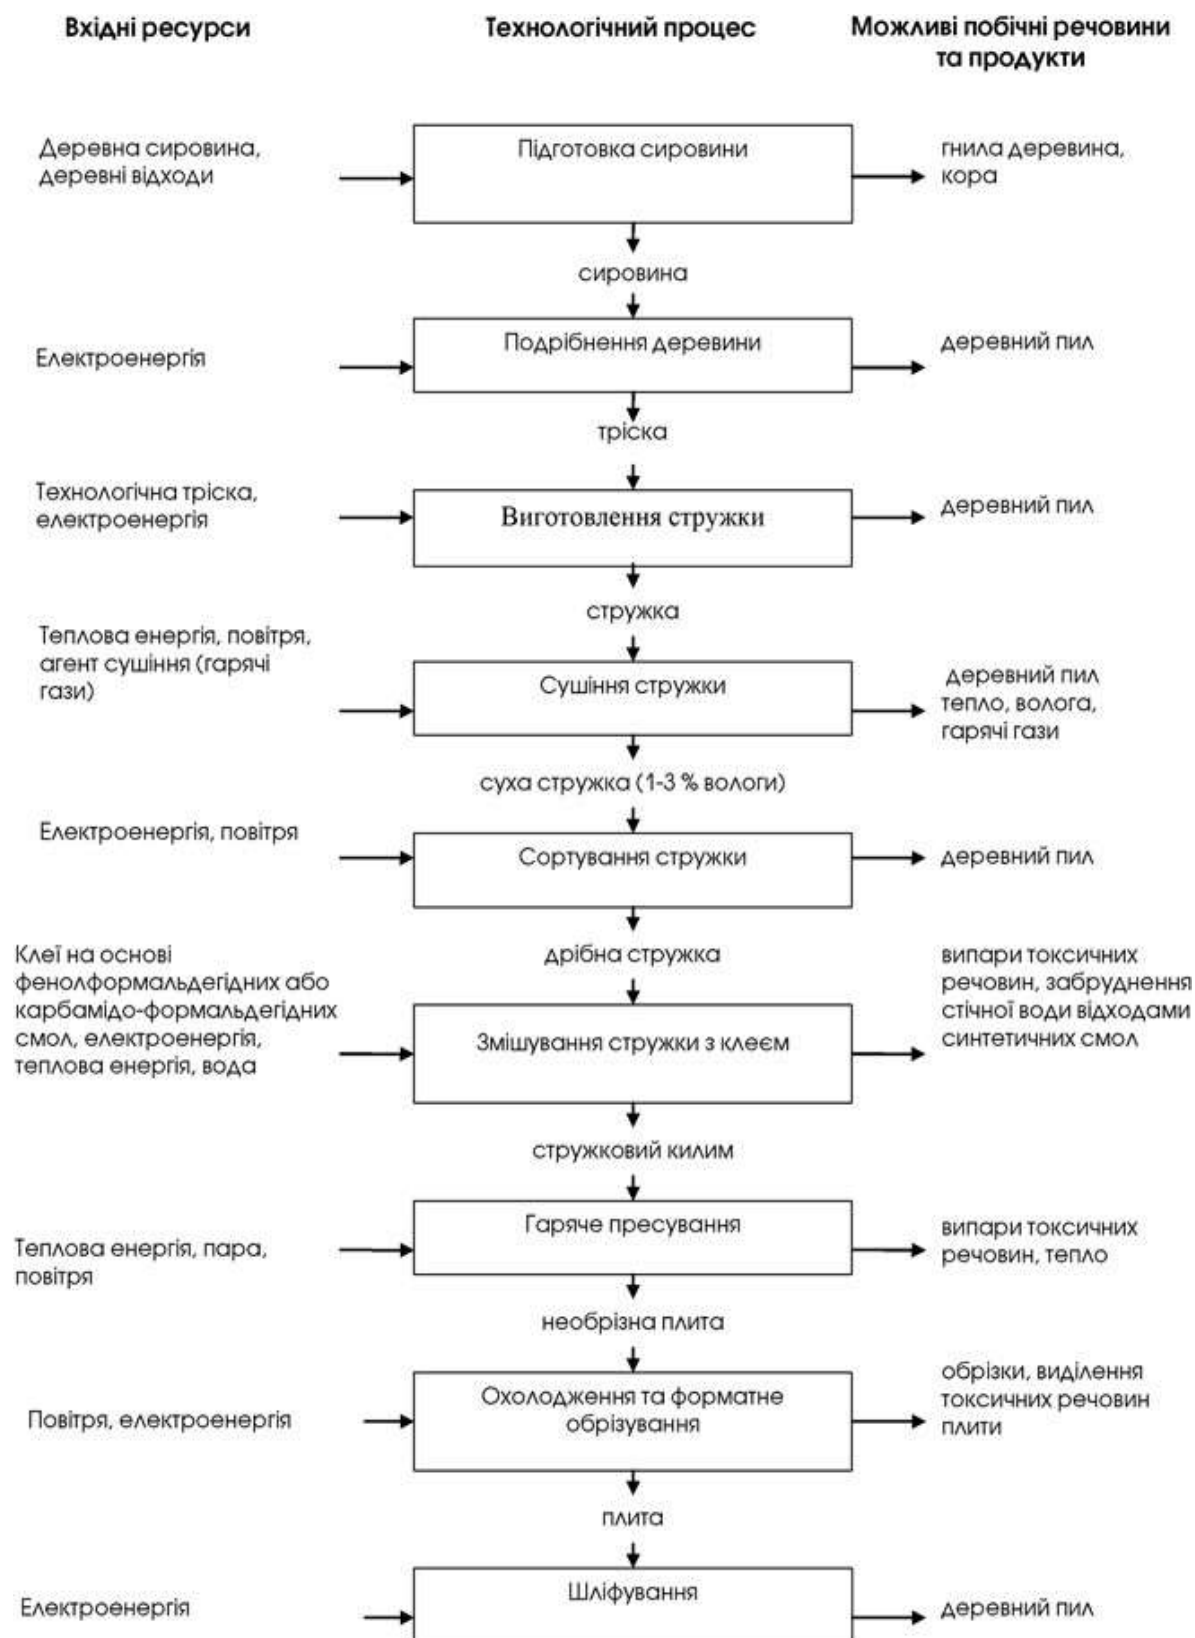 Вхідні ресурси
Технологічний процес
Можливі побічні речовини
та продукти
Деревна сировина,
деревні відходи
Підготовка сировини
гнила деревина,
кора
сировина
Електроенергія
Подрібнення деревини
деревний пил
тріска
Технологічна тріска,
електроенергія
Виготовлення стружки
деревний пил
стружка
Теплова енергія, повітря,
агент сушіння (гарячі
гази)
Сушіння стружки
деревний пил
тепло, волога,
гарячі гази
суха стружка (1-3 % вологи)
Електроенергія, повітря
Сортування стружки
деревний пил
дрібна стружка
Клеї на основі
фенолформальдегідних або
карбамідо-формальдегідних
смол, електроенергія,
теплова енергія, вода
Змішування стружки з клеєм
випари токсичних
речовин, забруднення
стічної води відходами
синтетичних смол
стружковий килим
Теплова енергія, пара,
повітря
Гаряче пресування
випари токсичних
речовин, тепло
необрізна плита
Повітря, електроенергія
Охолодження та форматне
обрізування
обрізки, виділення
токсичних речовин
плити
плита
Електроенергія
Шліфування
деревний пил